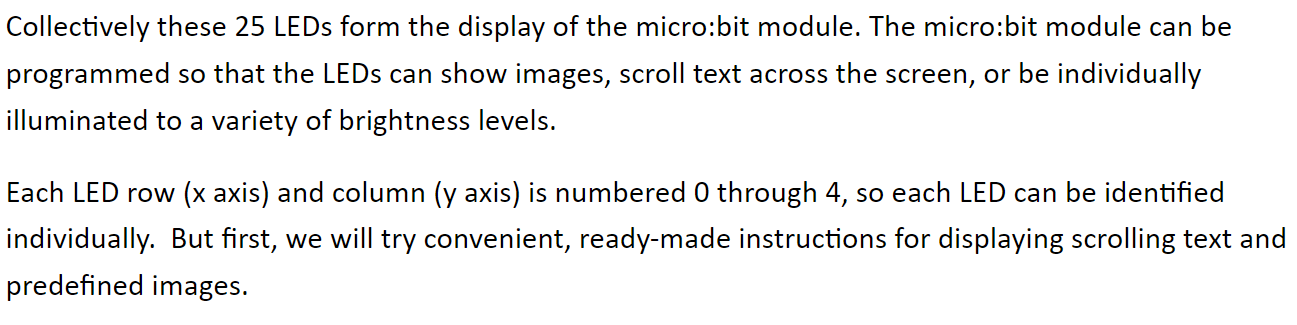 Collectively these 25 LEDs form the display of the micro:bit module. The micro:bit module can be
programmed so that the LEDs can show images, scroll text across the screen, or be individually
illuminated to a variety of brightness levels.
Each LED row (x axis) and column (y axis) is numbered 0 through 4, so each LED can be identified
individually.  But first, we will try convenient, ready-made instructions for displaying scrolling text and
predefined images.